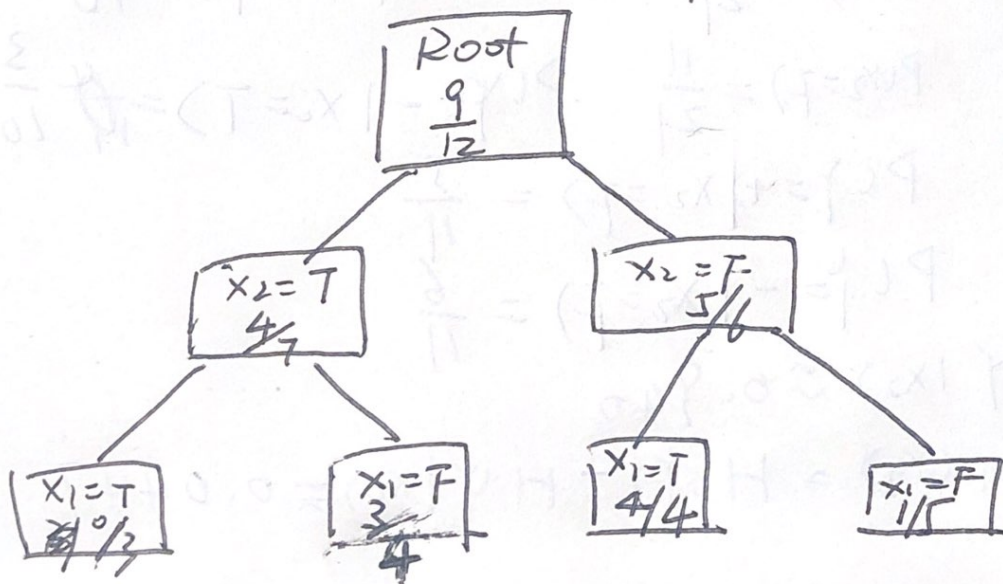 Root
9
12
x2 = T
4/7
x2 = F
5/6
x1 = T
0/3
x1 = F
3/4
x1 = T
4/4
x1 = F
1/5